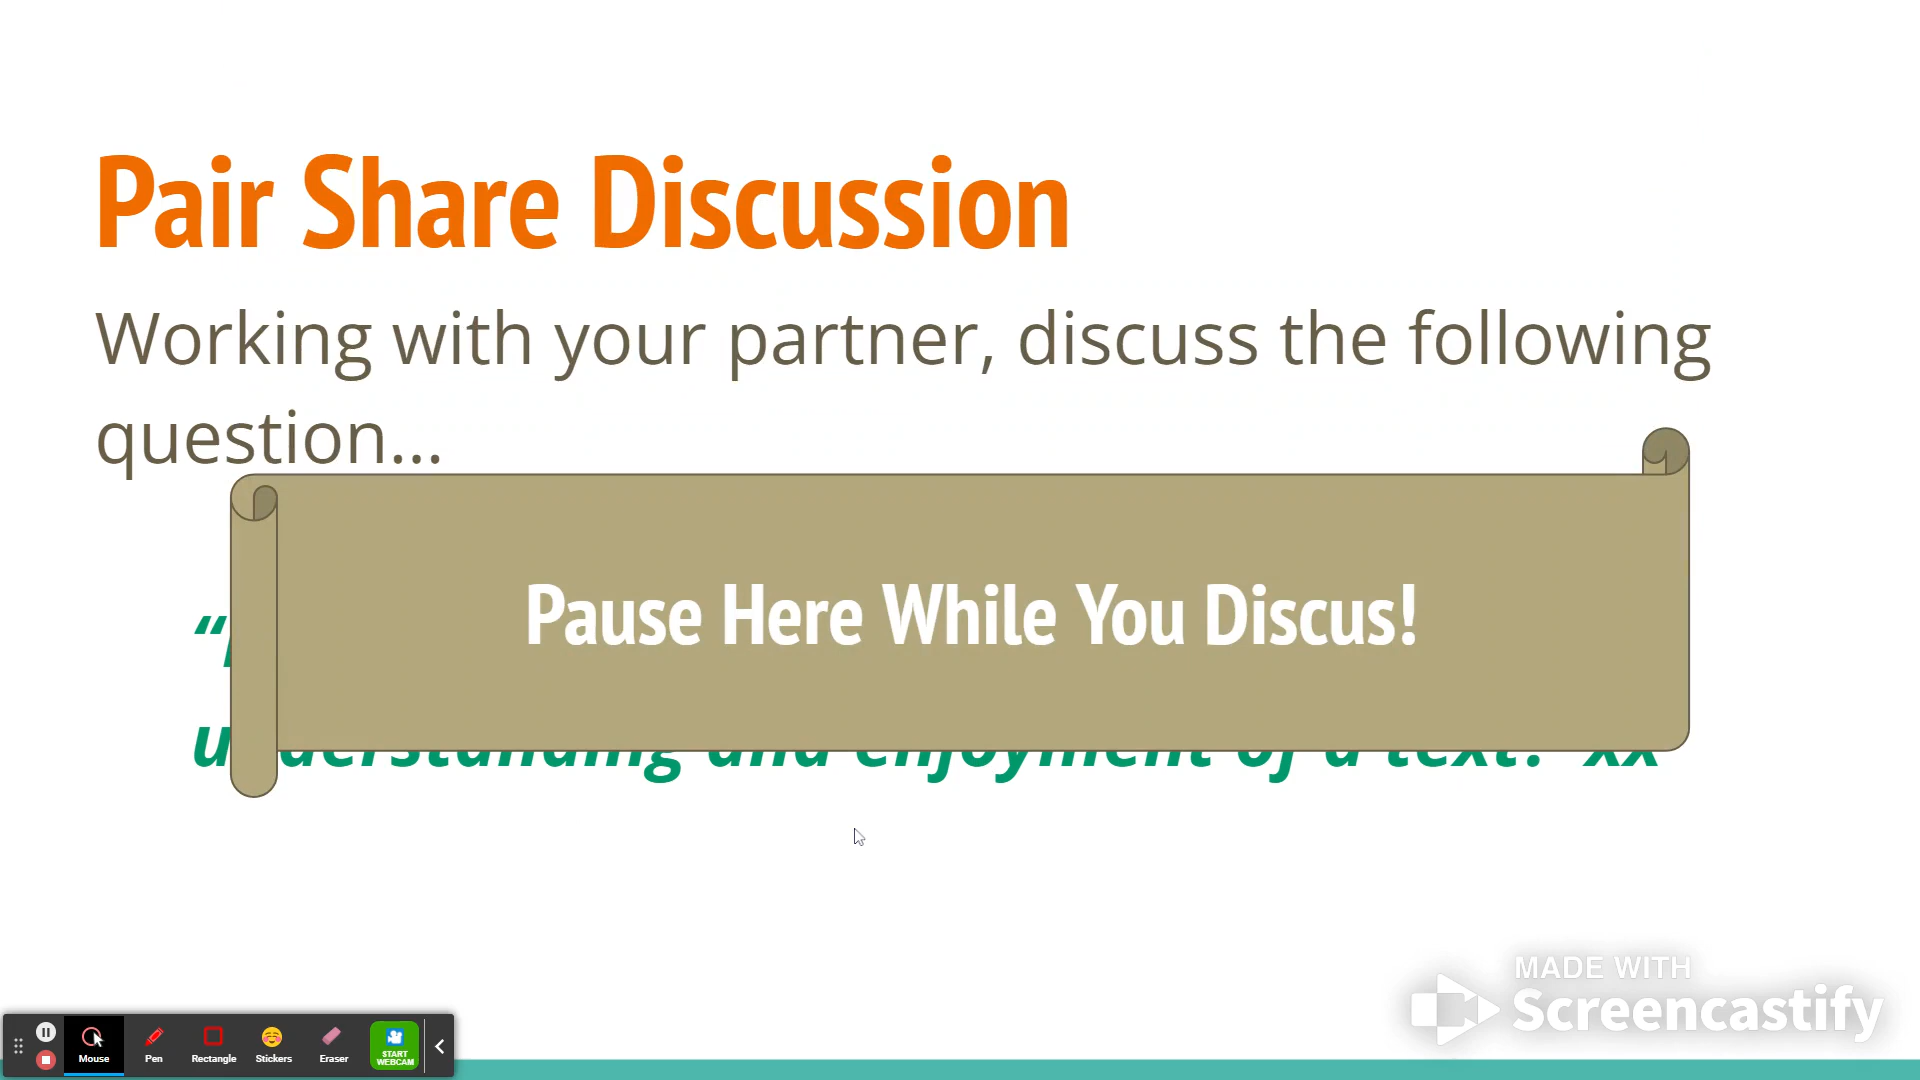 Pair Share Discussion
Working with your partner, discuss the following
question...
Pause Here While You Discus!
understanding and enjoyment of a text?” xx
MADE WITH
Screencastify
Mouse
Pen
Rectangle
Stickers
Eraser
START
WEBCAM